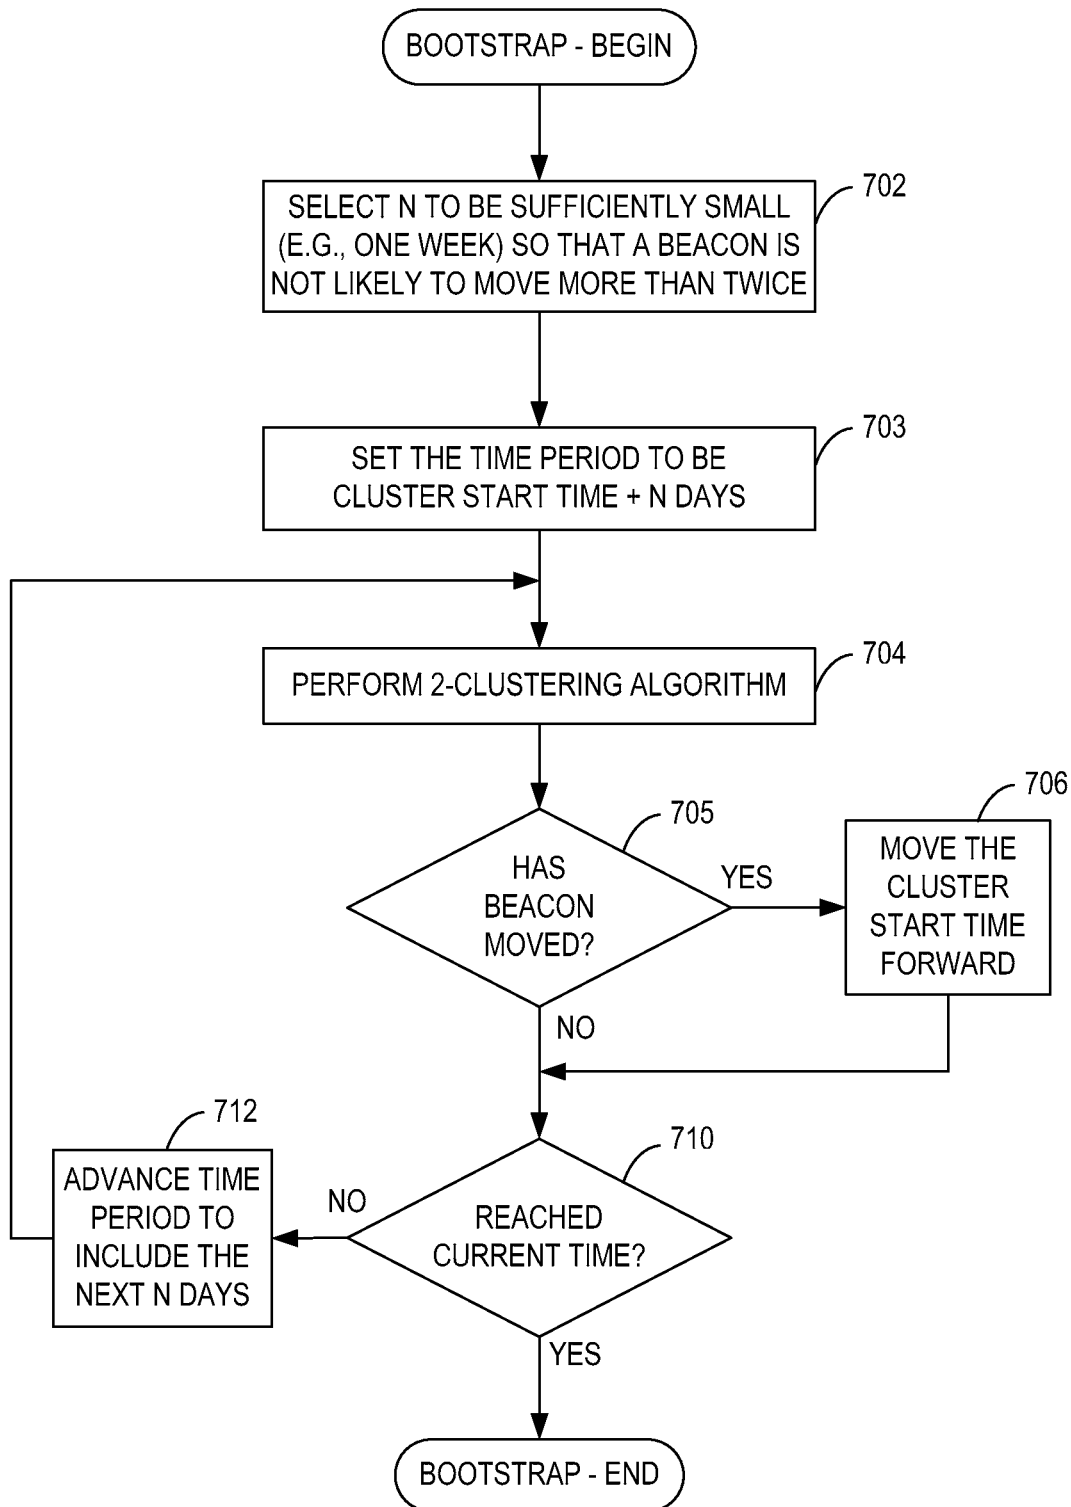 BOOTSTRAP - BEGIN
702
SELECT N TO BE SUFFICIENTLY SMALL
(E.G., ONE WEEK) SO THAT A BEACON IS
NOT LIKELY TO MOVE MORE THAN TWICE
703
SET THE TIME PERIOD TO BE
CLUSTER START TIME + N DAYS
704
PERFORM 2-CLUSTERING ALGORITHM
705
HAS
BEACON
MOVED?
YES
706
MOVE THE
CLUSTER
START TIME
FORWARD
NO
710
REACHED
CURRENT TIME?
NO
712
ADVANCE TIME
PERIOD TO
INCLUDE THE
NEXT N DAYS
YES
BOOTSTRAP - END